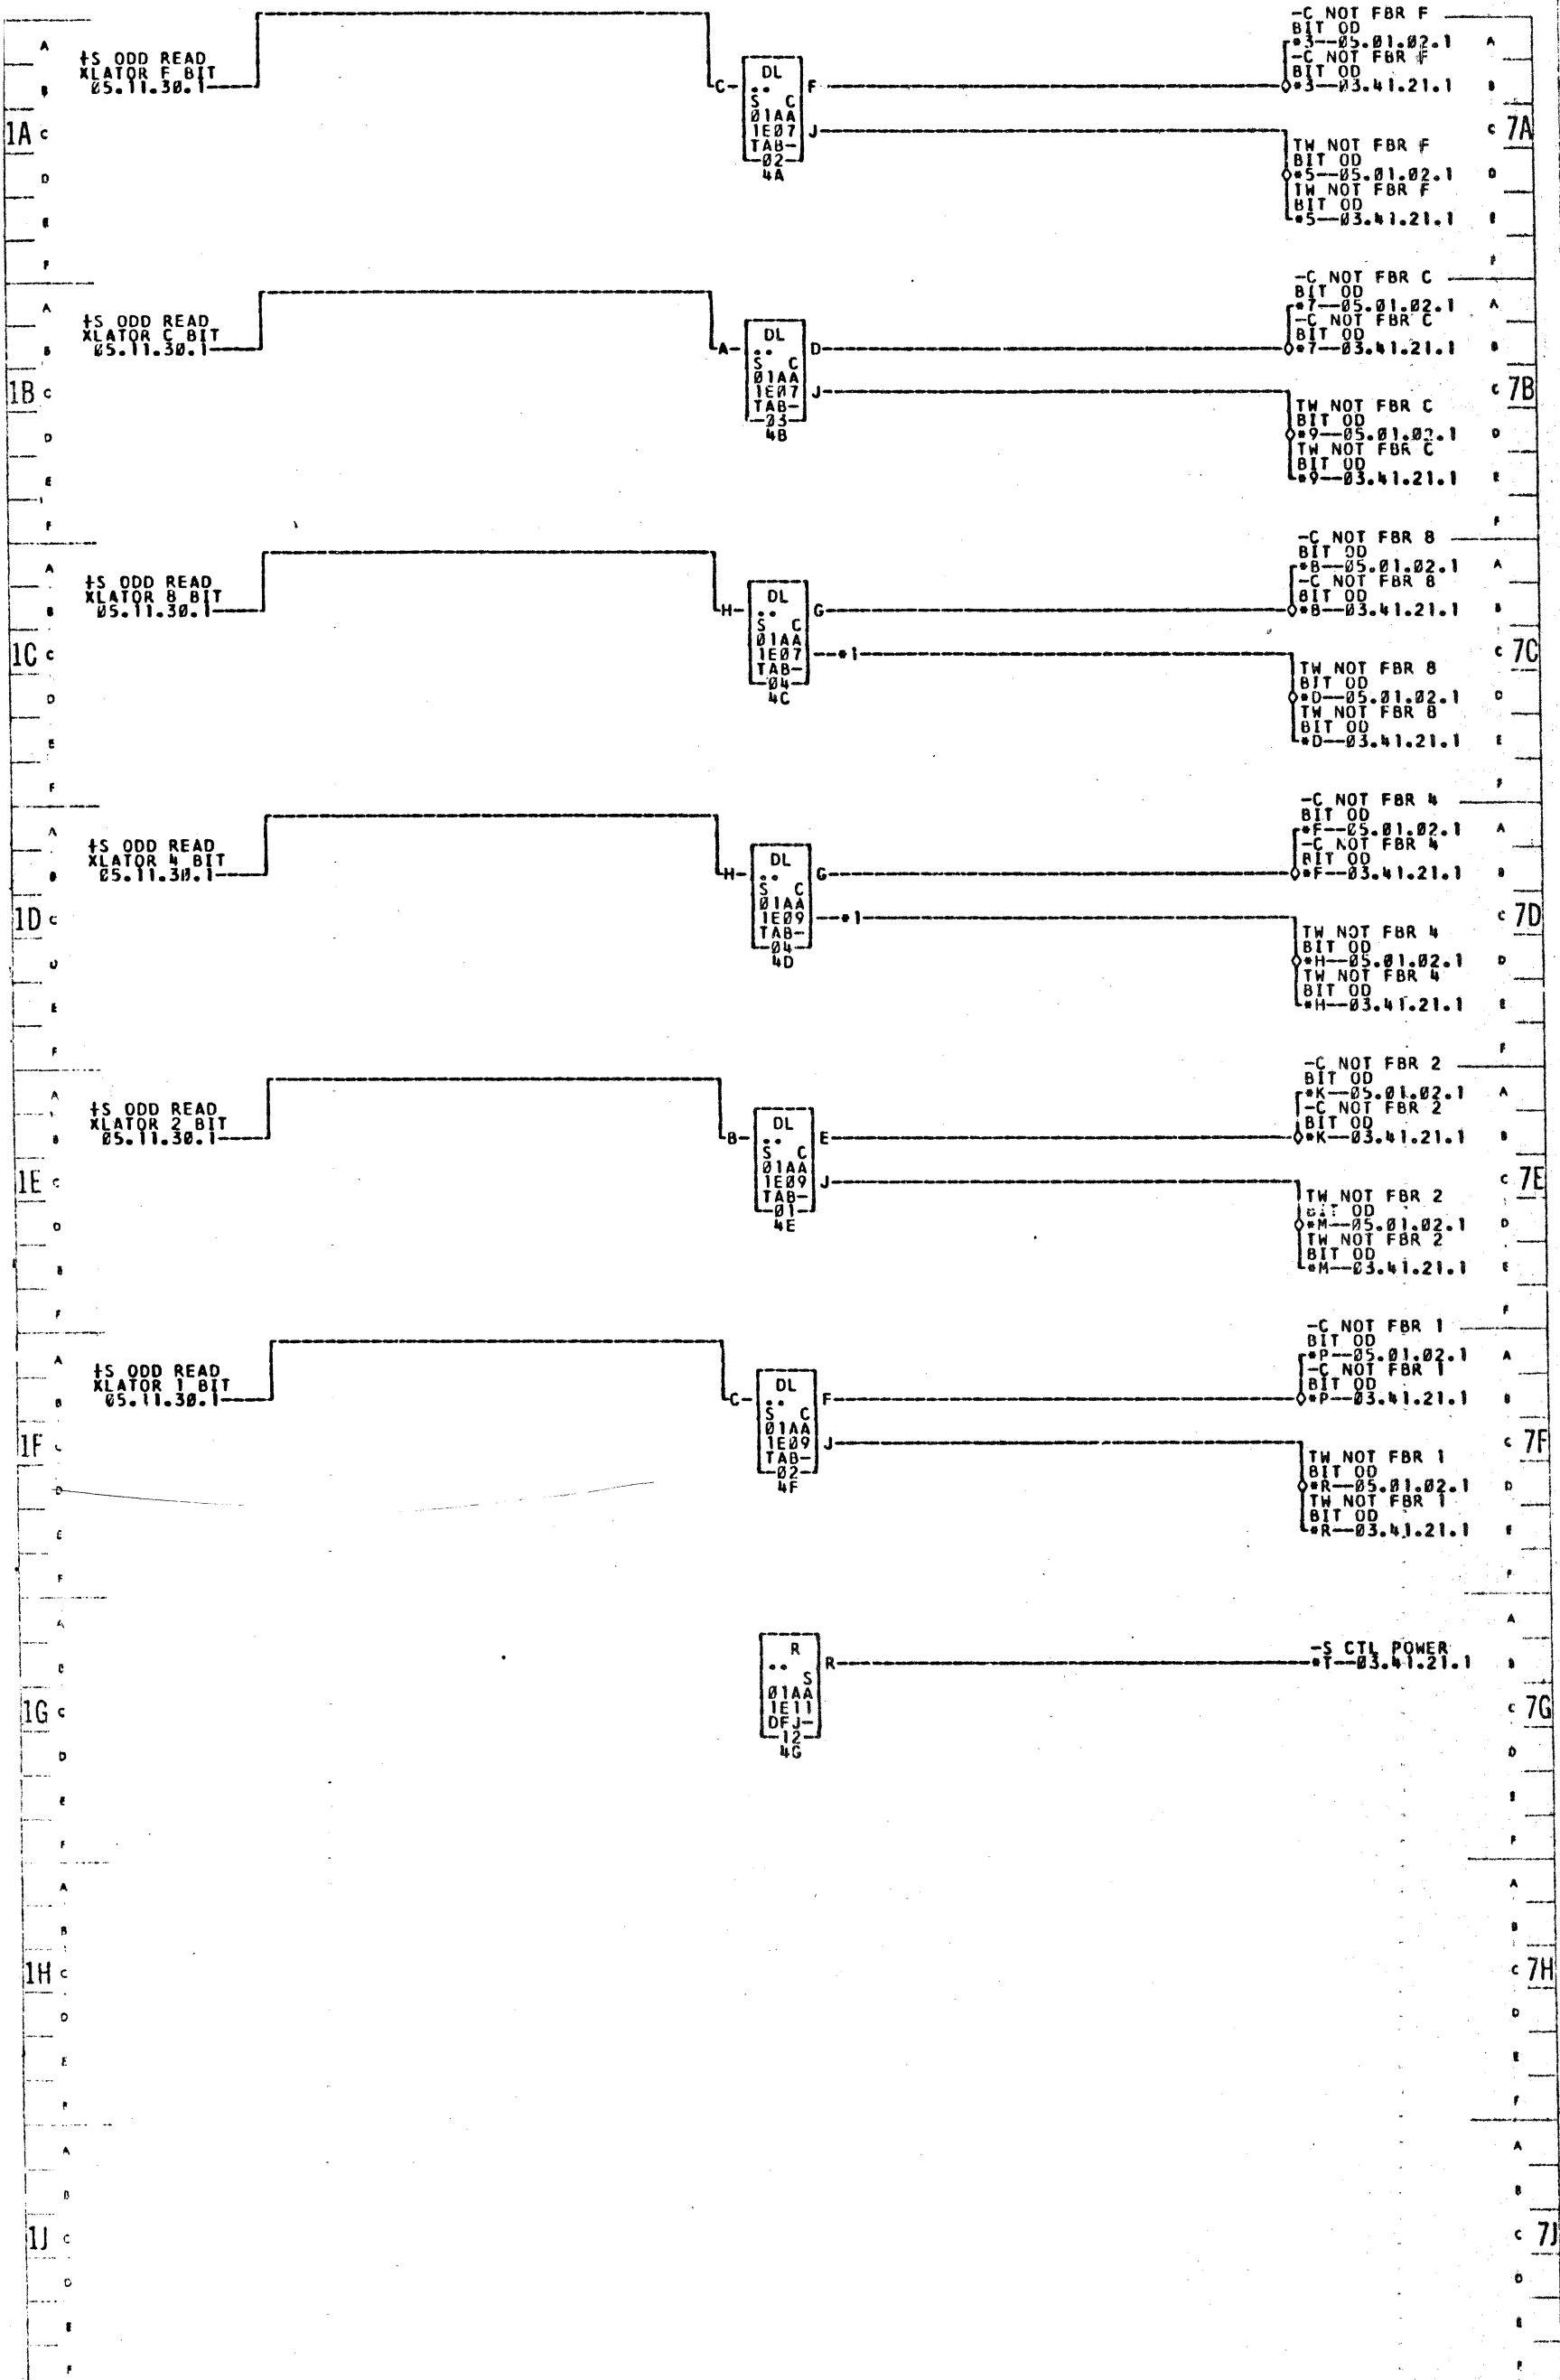 -C NOT FBR F
BIT OD
*3--05.01.02.1
-C NOT FBR F
BIT OD
*3--03.41.21.1
+S ODD READ
XLATOR F BIT
05.11.30.1
C-
DL
..
S C
01AA
1E07
TAB-
-02-
4A
F
J
1A
7A
TW NOT FBR F
BIT OD
*5--05.01.02.1
TW NOT FBR F
BIT OD
*5--03.41.21.1
-C NOT FBR C
BIT OD
*7--05.01.02.1
-C NOT FBR C
BIT OD
*7--03.41.21.1
+S ODD READ
XLATOR C BIT
05.11.30.1
A-
DL
..
S C
01AA
1E07
TAB-
-03-
4B
D
J
1B
7B
TW NOT FBR C
BIT OD
*9--05.01.02.1
TW NOT FBR C
BIT OD
*9--03.41.21.1
-C NOT FBR 8
BIT OD
*B--05.01.02.1
-C NOT FBR 8
BIT OD
*B--03.41.21.1
+S ODD READ
XLATOR 8 BIT
05.11.30.1
H-
DL
..
S C
01AA
1E07
TAB-
-04-
4C
G
*1
1C
7C
TW NOT FBR 8
BIT OD
*D--05.01.02.1
TW NOT FBR 8
BIT OD
*D--03.41.21.1
-C NOT FBR 4
BIT OD
*F--05.01.02.1
-C NOT FBR 4
BIT OD
*F--03.41.21.1
+S ODD READ
XLATOR 4 BIT
05.11.30.1
H-
DL
..
S C
01AA
1E09
TAB-
-04-
4D
G
*1
1D
7D
TW NOT FBR 4
BIT OD
*H--05.01.02.1
TW NOT FBR 4
BIT OD
*H--03.41.21.1
-C NOT FBR 2
BIT OD
*K--05.01.02.1
-C NOT FBR 2
BIT OD
*K--03.41.21.1
+S ODD READ
XLATOR 2 BIT
05.11.30.1
B-
DL
..
S C
01AA
1E09
TAB-
-01-
4E
E
J
1E
7E
TW NOT FBR 2
BIT OD
*M--05.01.02.1
TW NOT FBR 2
BIT OD
*M--03.41.21.1
-C NOT FBR 1
BIT OD
*P--05.01.02.1
-C NOT FBR 1
BIT OD
*P--03.41.21.1
+S ODD READ
XLATOR 1 BIT
05.11.30.1
C-
DL
..
S C
01AA
1E09
TAB-
-02-
4F
F
J
1F
7F
TW NOT FBR 1
BIT OD
*R--05.01.02.1
TW NOT FBR 1
BIT OD
*R--03.41.21.1
R
..
S
01AA
1E11
DFJ-
-12-
4G
R
-S CTL POWER
*T--03.41.21.1
1G
7G
1H
7H
1J
7J